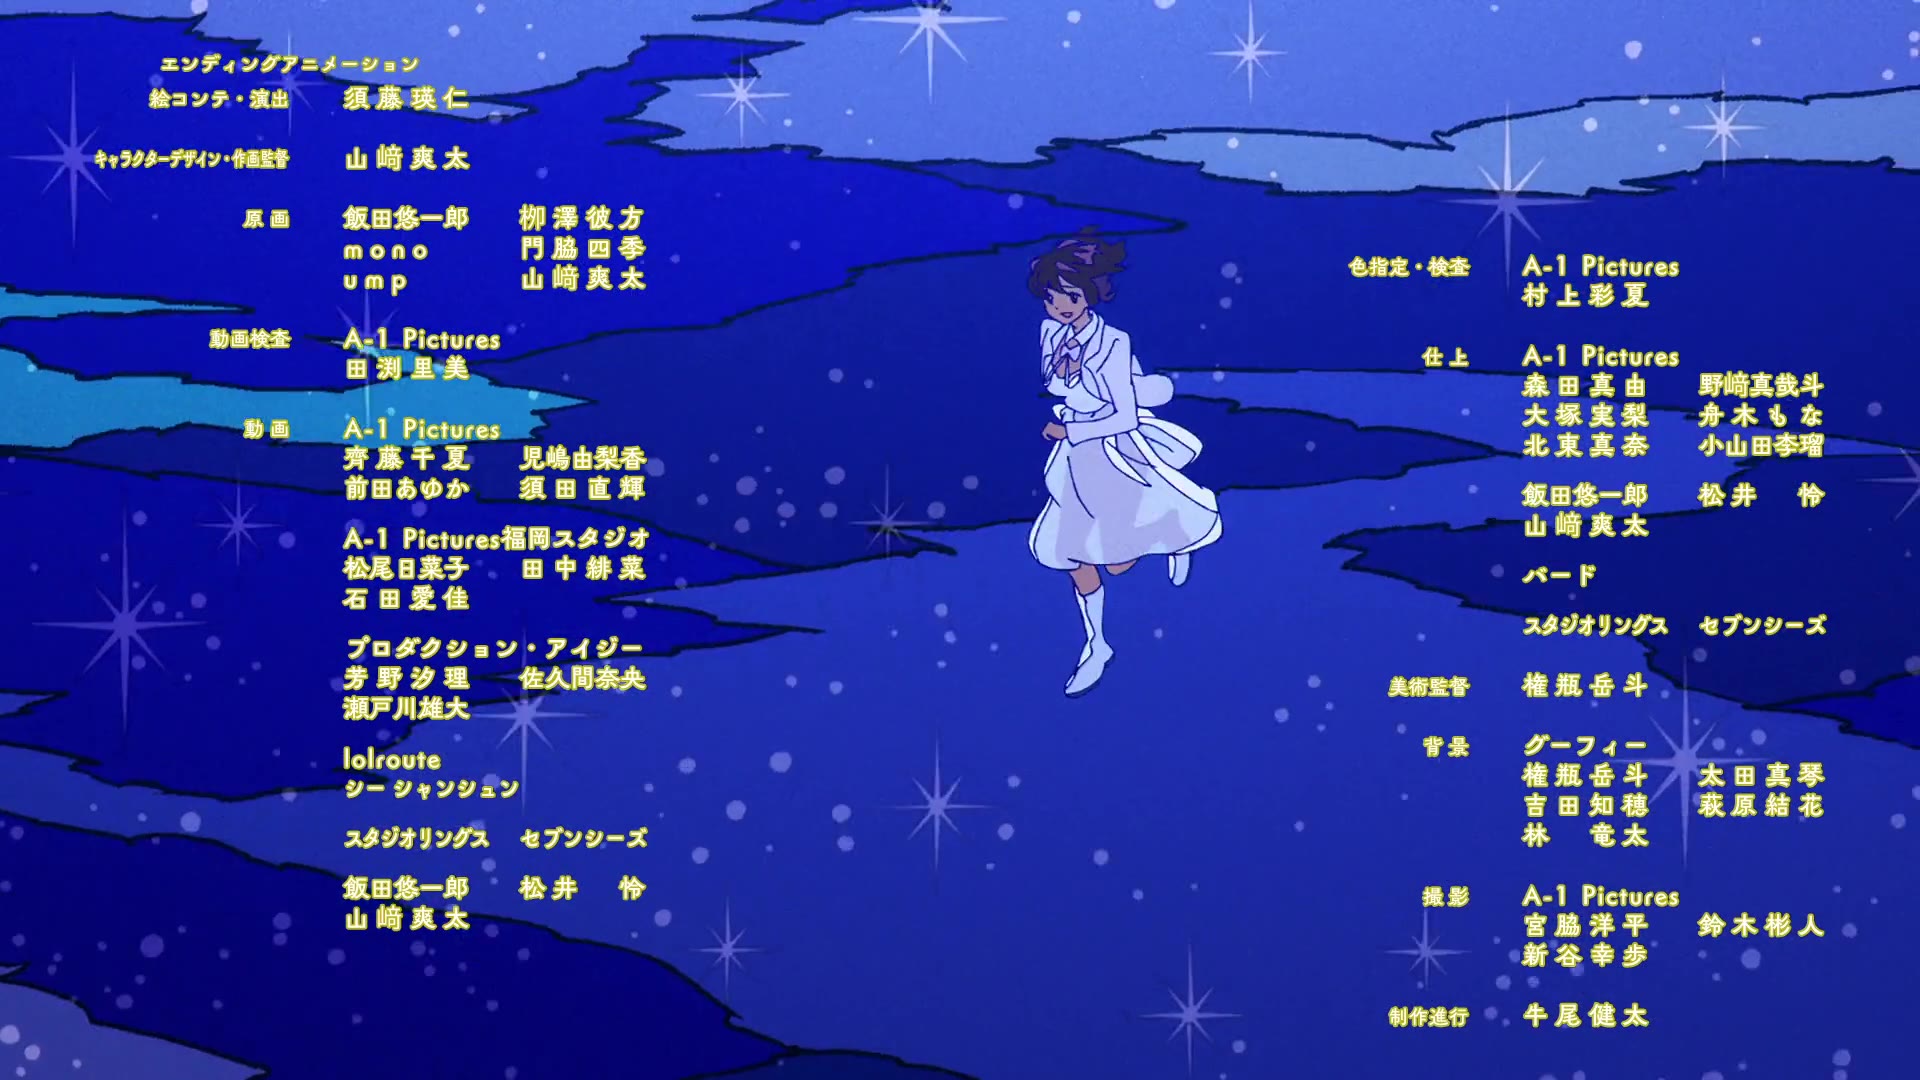 エンディングアニメーション
絵コンテ・演出 須藤瑛仁
キャラクターデザイン・作画監督 山﨑爽太
原画 飯田悠一郎 栁澤彼方
mono 門脇四季
ump 山﨑爽太
動画検査 A-1 Pictures
田渕里美
動画 A-1 Pictures
齊藤千夏 児嶋由梨香
前田あゆか 須田直輝
A-1 Pictures福岡スタジオ
松尾日菜子 田中緋菜
石田愛佳
プロダクション・アイジー
芳野汐理 佐久間奈央
瀬戸川雄大
lolroute
シー シャンシュン
スタジオリングス セブンシーズ
飯田悠一郎 松井 怜
山﨑爽太
色指定・検査 A-1 Pictures
村上彩夏
仕上 A-1 Pictures
森田真由 野﨑真哉斗
大塚実梨 舟木もな
北東真奈 小山田李瑠
飯田悠一郎 松井 怜
山﨑爽太
バード
スタジオリングス セブンシーズ
美術監督 権瓶岳斗
背景 グーフィー
権瓶岳斗 太田真琴
吉田知穂 萩原結花
林 竜太
撮影 A-1 Pictures
宮脇洋平 鈴木彬人
新谷幸歩
制作進行 牛尾健太